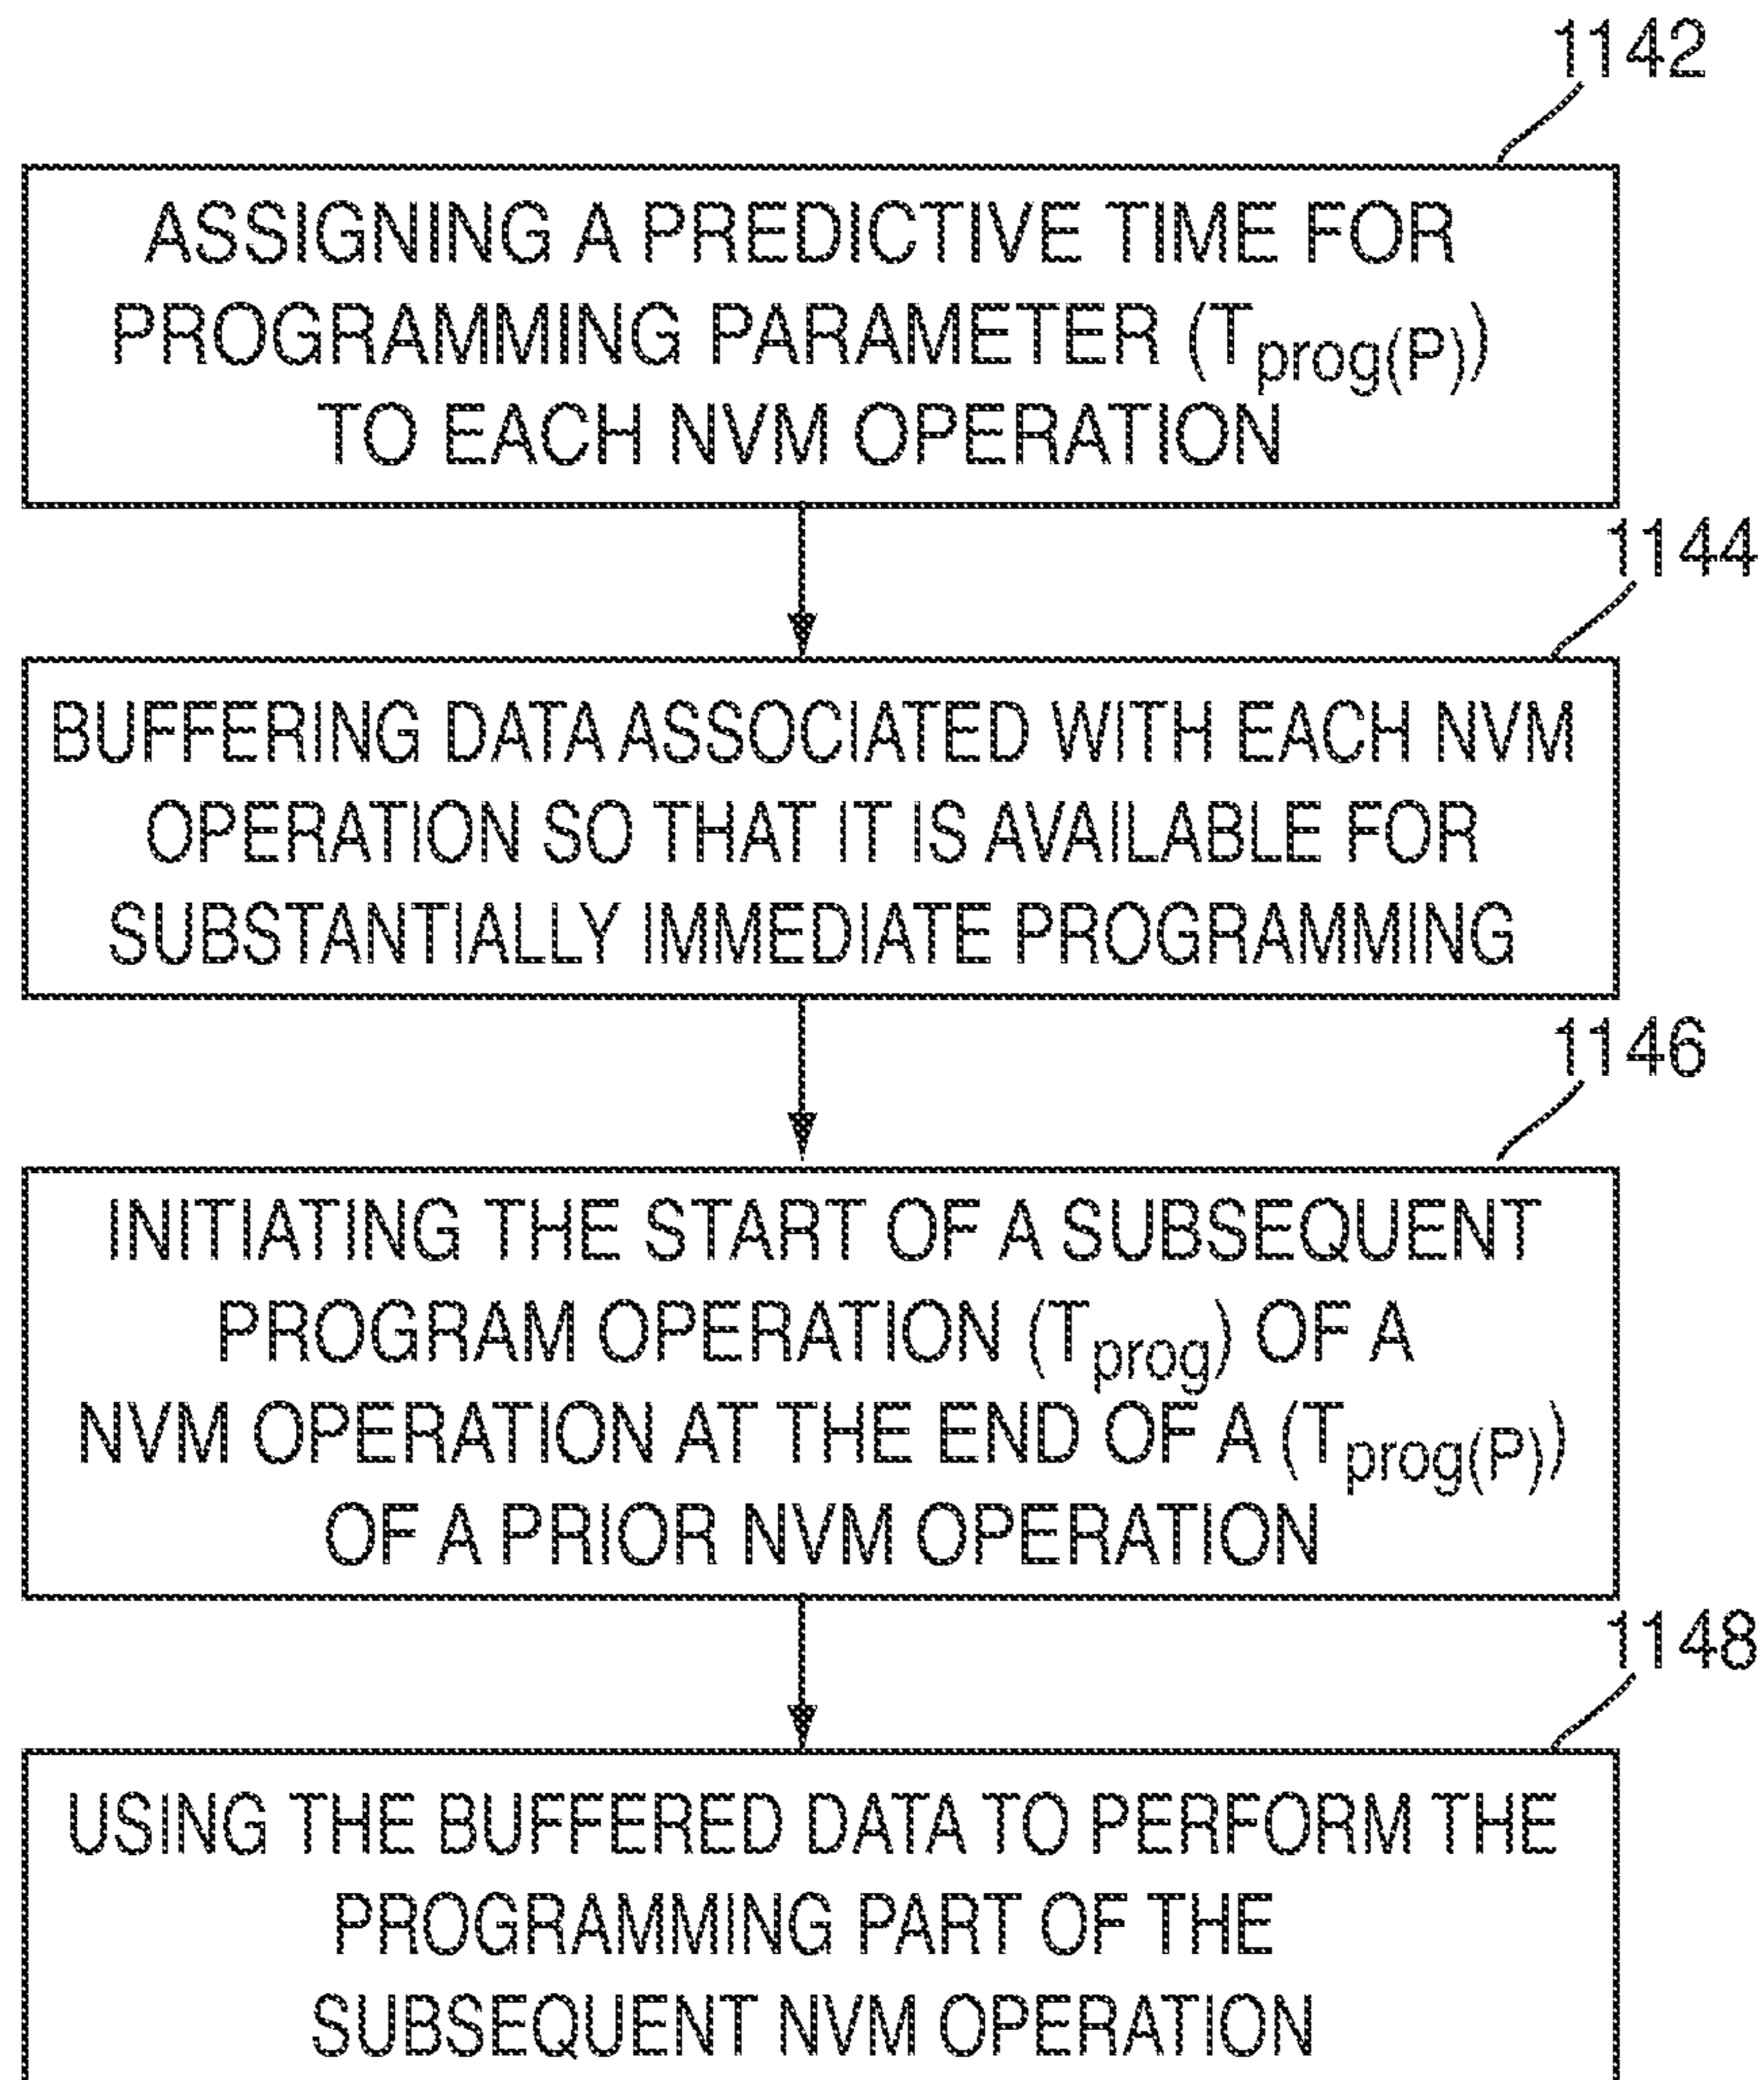 1142
ASSIGNING A PREDICTIVE TIME FOR
PROGRAMMING PARAMETER (Tprog(P))
TO EACH NVM OPERATION
1144
BUFFERING DATA ASSOCIATED WITH EACH NVM
OPERATION SO THAT IT IS AVAILABLE FOR
SUBSTANTIALLY IMMEDIATE PROGRAMMING
1146
INITIATING THE START OF A SUBSEQUENT
PROGRAM OPERATION (Tprog) OF A
NVM OPERATION AT THE END OF A (Tprog(P))
OF A PRIOR NVM OPERATION
1148
USING THE BUFFERED DATA TO PERFORM THE
PROGRAMMING PART OF THE
SUBSEQUENT NVM OPERATION